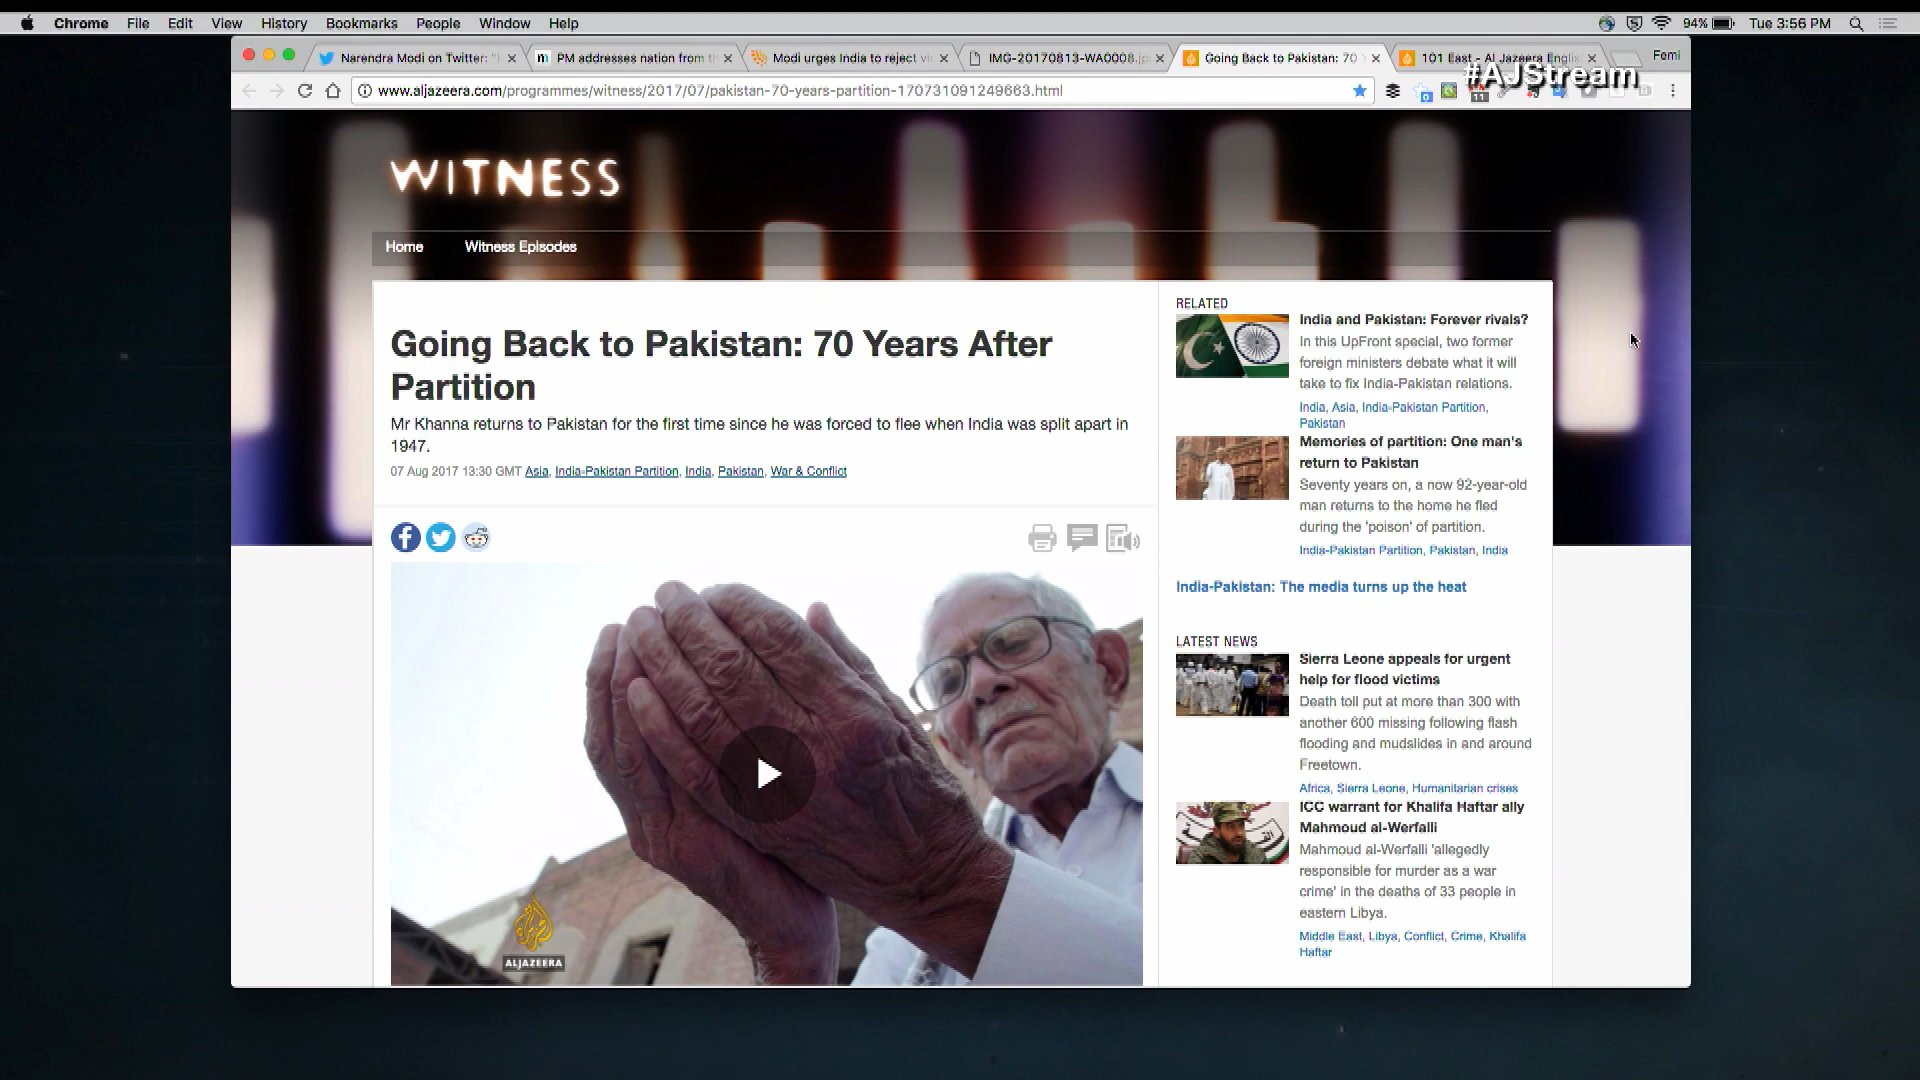 Chrome File Edit View History Bookmarks People Window Help
94% Tue 3:56 PM
Narendra Modi on Twitter: "
PM addresses nation from
Modi urges India to reject
IMG-20170813-WA0008.jp
Going Back to Pakistan: 70
101 East - Al Jazeera Englis
Femi
#AJStream
www.aljazeera.com/programmes/witness/2017/07/pakistan-70-years-partition-170731091249663.html
11
WITNESS
Home Witness Episodes
Going Back to Pakistan: 70 Years After
Partition
Mr Khanna returns to Pakistan for the first time since he was forced to flee when India was split apart in
1947.
07 Aug 2017 13:30 GMT Asia, India-Pakistan Partition, India, Pakistan, War & Conflict
ALJAZEERA
RELATED
India and Pakistan: Forever rivals?
In this UpFront special, two former
foreign ministers debate what it will
take to fix India-Pakistan relations.
India, Asia, India-Pakistan Partition,
Pakistan
Memories of partition: One man's
return to Pakistan
Seventy years on, a now 92-year-old
man returns to the home he fled
during the 'poison' of partition.
India-Pakistan Partition, Pakistan, India
India-Pakistan: The media turns up the heat
LATEST NEWS
Sierra Leone appeals for urgent
help for flood victims
Death toll put at more than 300 with
another 600 missing following flash
flooding and mudslides in and around
Freetown.
Africa, Sierra Leone, Humanitarian crises
ICC warrant for Khalifa Haftar ally
Mahmoud al-Werfalli
Mahmoud al-Werfalli 'allegedly
responsible for murder as a war
crime' in the deaths of 33 people in
eastern Libya.
Middle East, Libya, Conflict, Crime, Khalifa
Haftar